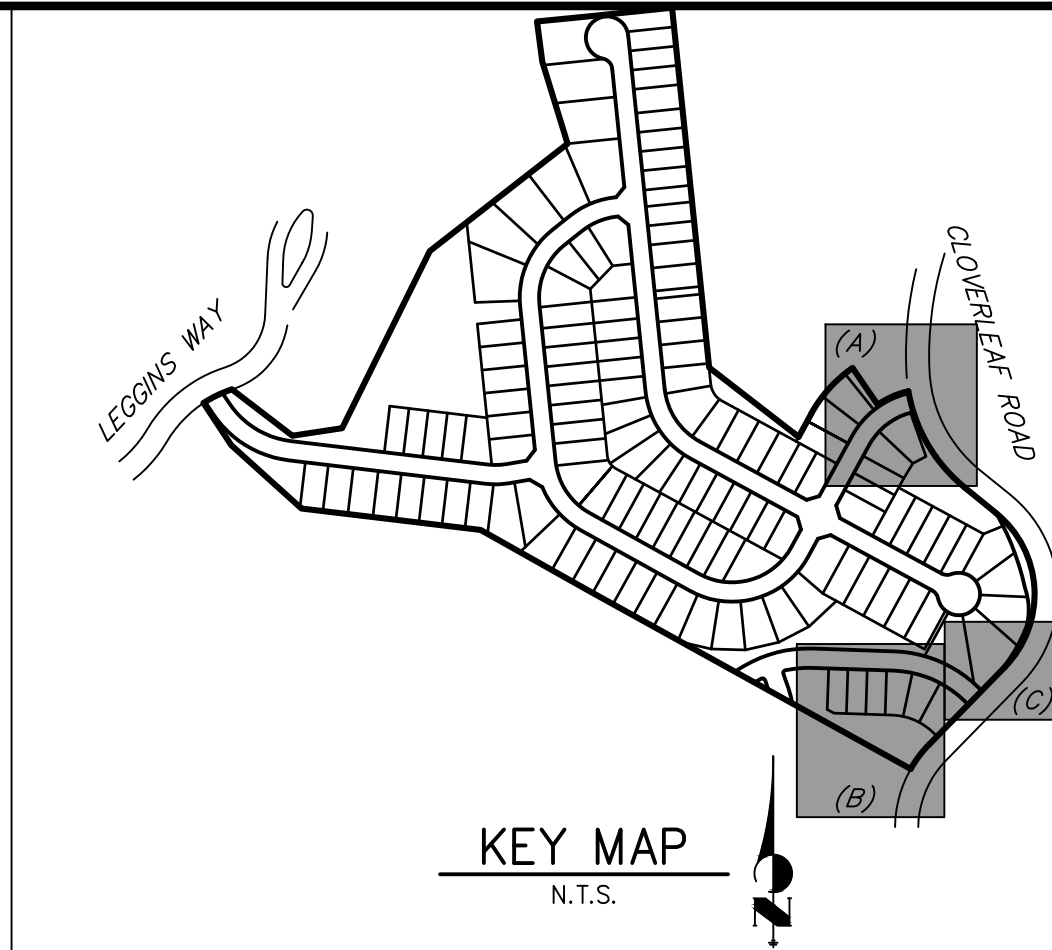 LEGGINS WAY
CLOVERLEAF ROAD
(A)
(C)
(B)
KEY MAP
N.T.S.
N